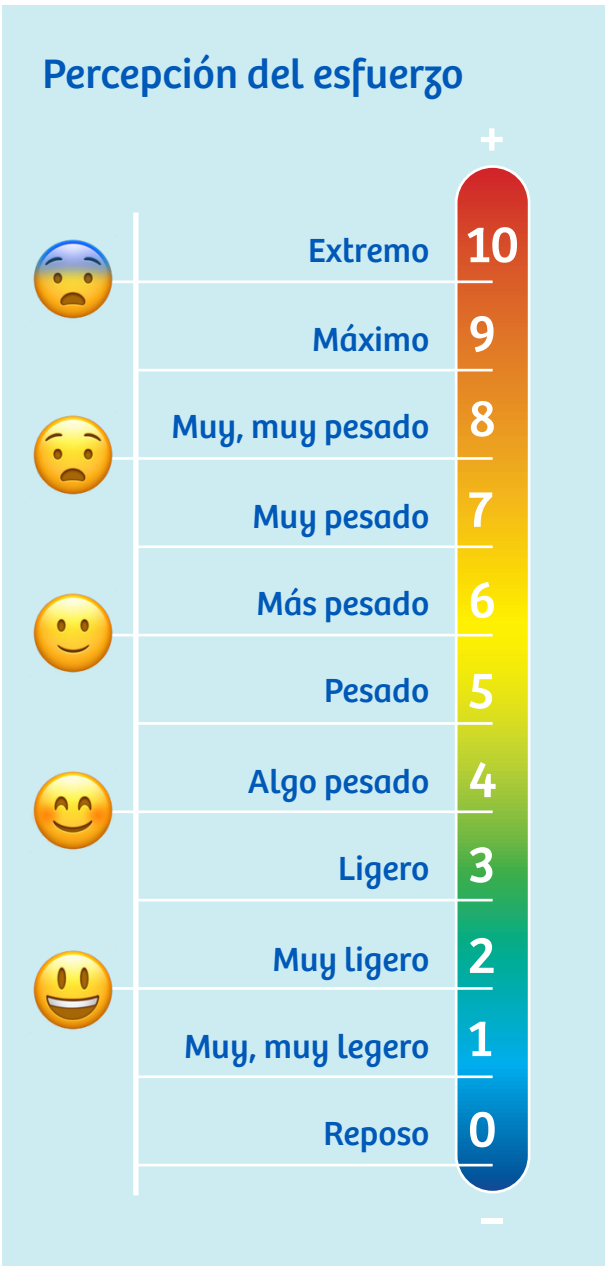 Percepción del esfuerzo
+
Extremo 10
Máximo 9
Muy, muy pesado 8
Muy pesado 7
Más pesado 6
Pesado 5
Algo pesado 4
Ligero 3
Muy ligero 2
Muy, muy legero 1
Reposo 0
-